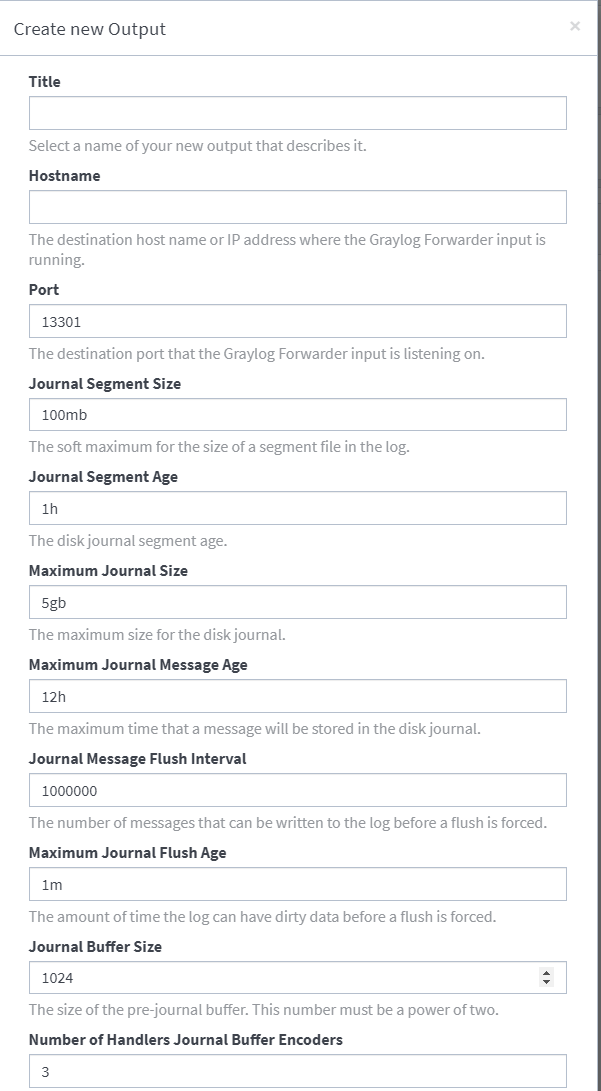 Create new Output
×
Title
Select a name of your new output that describes it.
Hostname
The destination host name or IP address where the Graylog Forwarder input is
running.
Port
13301
The destination port that the Graylog Forwarder input is listening on.
Journal Segment Size
100mb
The soft maximum for the size of a segment file in the log.
Journal Segment Age
1h
The disk journal segment age.
Maximum Journal Size
5gb
The maximum size for the disk journal.
Maximum Journal Message Age
12h
The maximum time that a message will be stored in the disk journal.
Journal Message Flush Interval
1000000
The number of messages that can be written to the log before a flush is forced.
Maximum Journal Flush Age
1m
The amount of time the log can have dirty data before a flush is forced.
Journal Buffer Size
1024
The size of the pre-journal buffer. This number must be a power of two.
Number of Handlers Journal Buffer Encoders
3